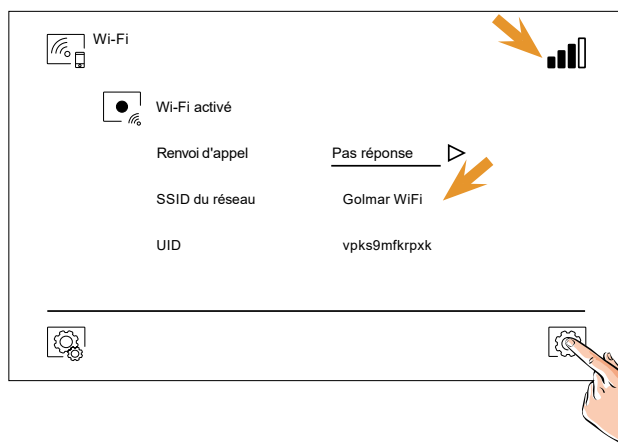 Wi-Fi
Wi-Fi activé
Renvoi d'appel Pas réponse
SSID du réseau Golmar WiFi
UID vpks9mfkrpxk